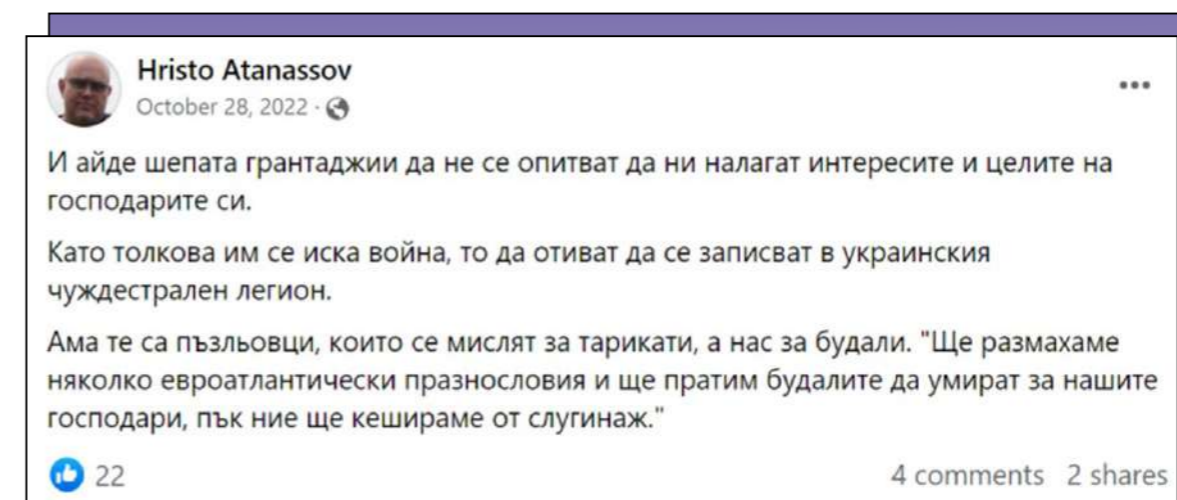 Hristo Atanassov
October 28, 2022 ·
И айде шепата грантаджии да не се опитват да ни налагат интересите и целите на
господарите си.
Като толкова им се иска война, то да отиват да се записват в украинския
чуждестрален легион.
Ама те са пъзльовци, които се мислят за тарикати, а нас за будали. "Ще размахаме
няколко евроатлантически празнословия и ще пратим будалите да умират за нашите
господари, пък ние ще кешираме от слугинаж."
22
4 comments 2 shares